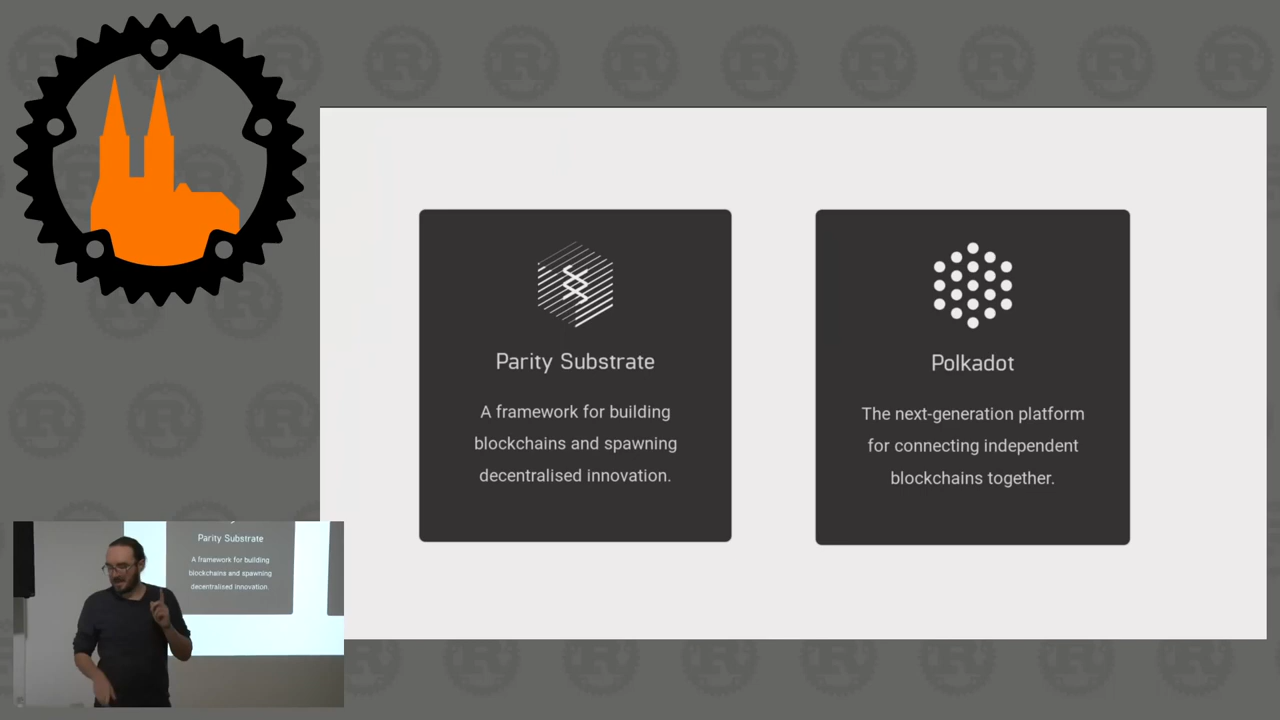 Parity Substrate
A framework for building
blockchains and spawning
decentralised innovation.
Polkadot
The next-generation platform
for connecting independent
blockchains together.
Parity Substrate
A framework for building
blockchains and spawning
decentralised innovation.